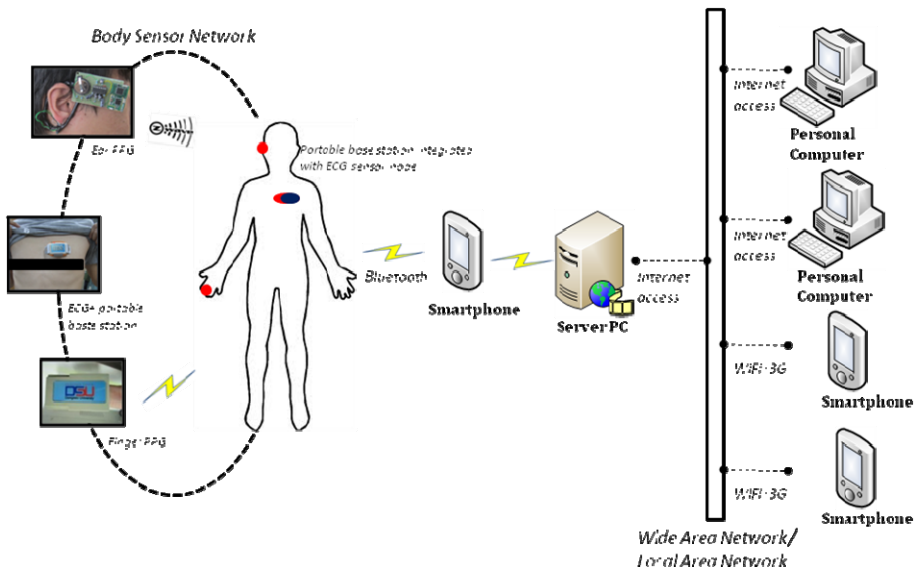 Body Sensor Network
Ear PPG
Portable base station integrated
with ECG sensor node
ECG+ portable
baste station
DSU
Finger PPG
Bluetooth
Smartphone
Server PC
Internet
access
Internet
access
Personal
Computer
Internet
access
Personal
Computer
WIFI/3G
Smartphone
WIFI/3G
Smartphone
Wide Area Network/
Local Area Network